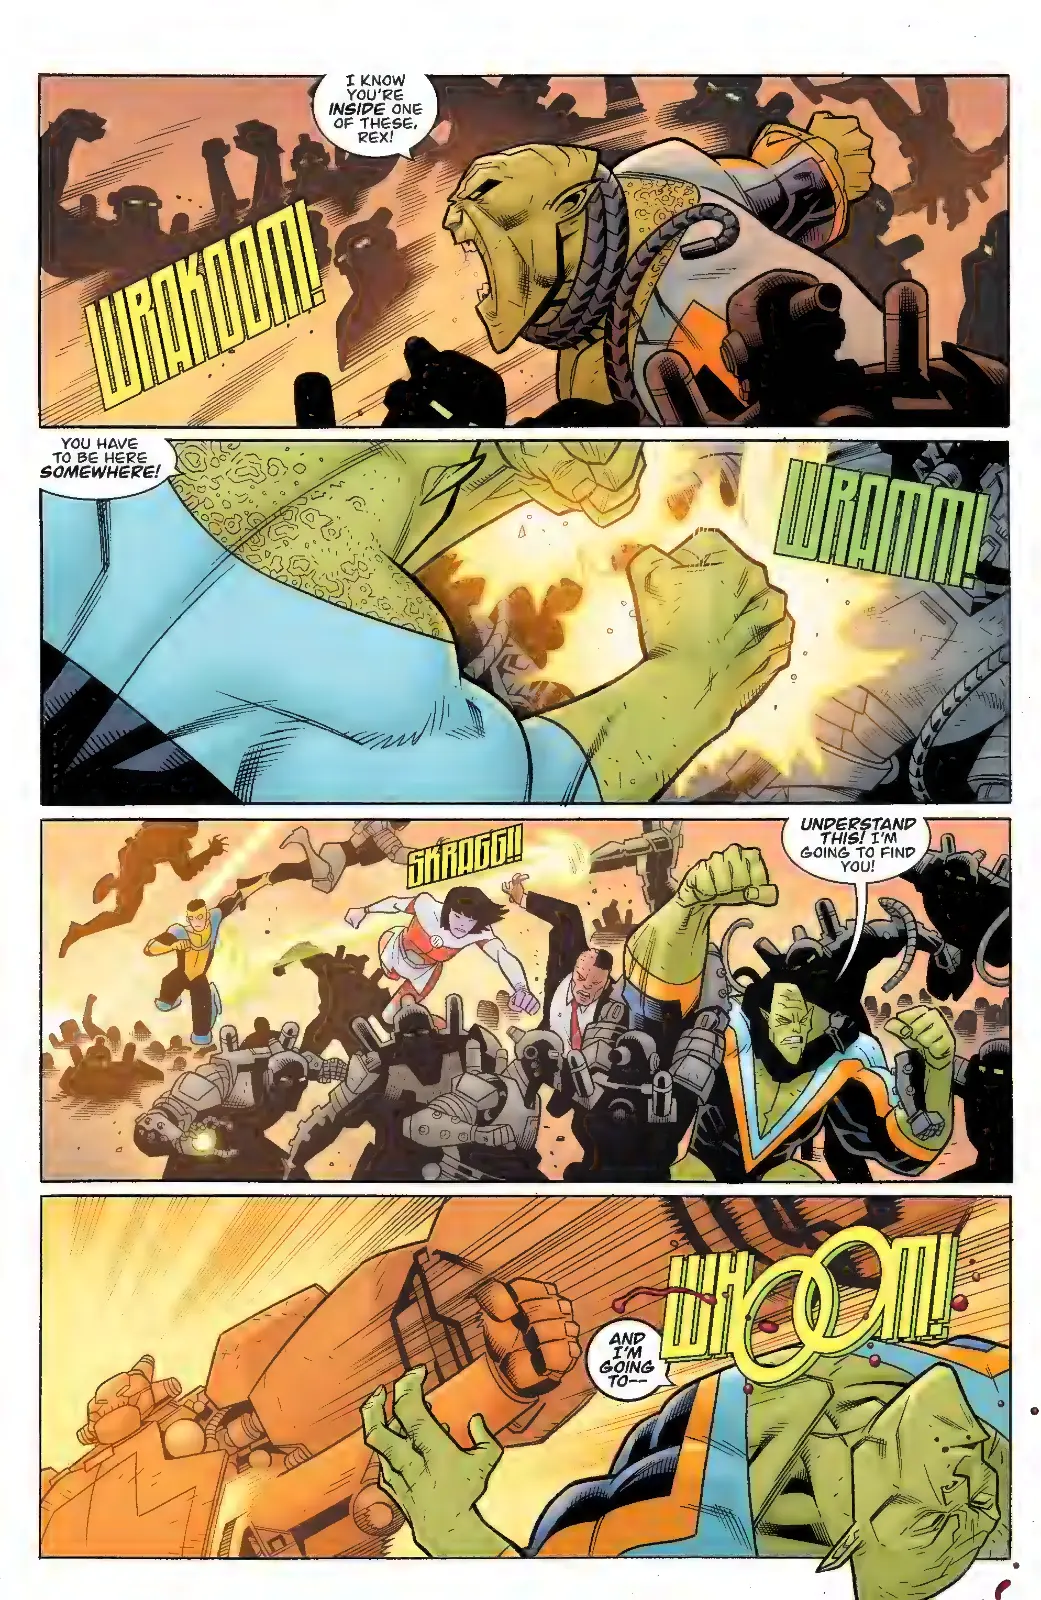 I KNOW
YOU'RE
INSIDE ONE
OF THESE,
REX!
WRAKOOM!
YOU HAVE
TO BE HERE
SOMEWHERE!
WRAMM!
SKRAGG!!
UNDERSTAND
THIS! I'M
GOING TO FIND
YOU!
WHOOM!!
AND
I'M
GOING
TO--